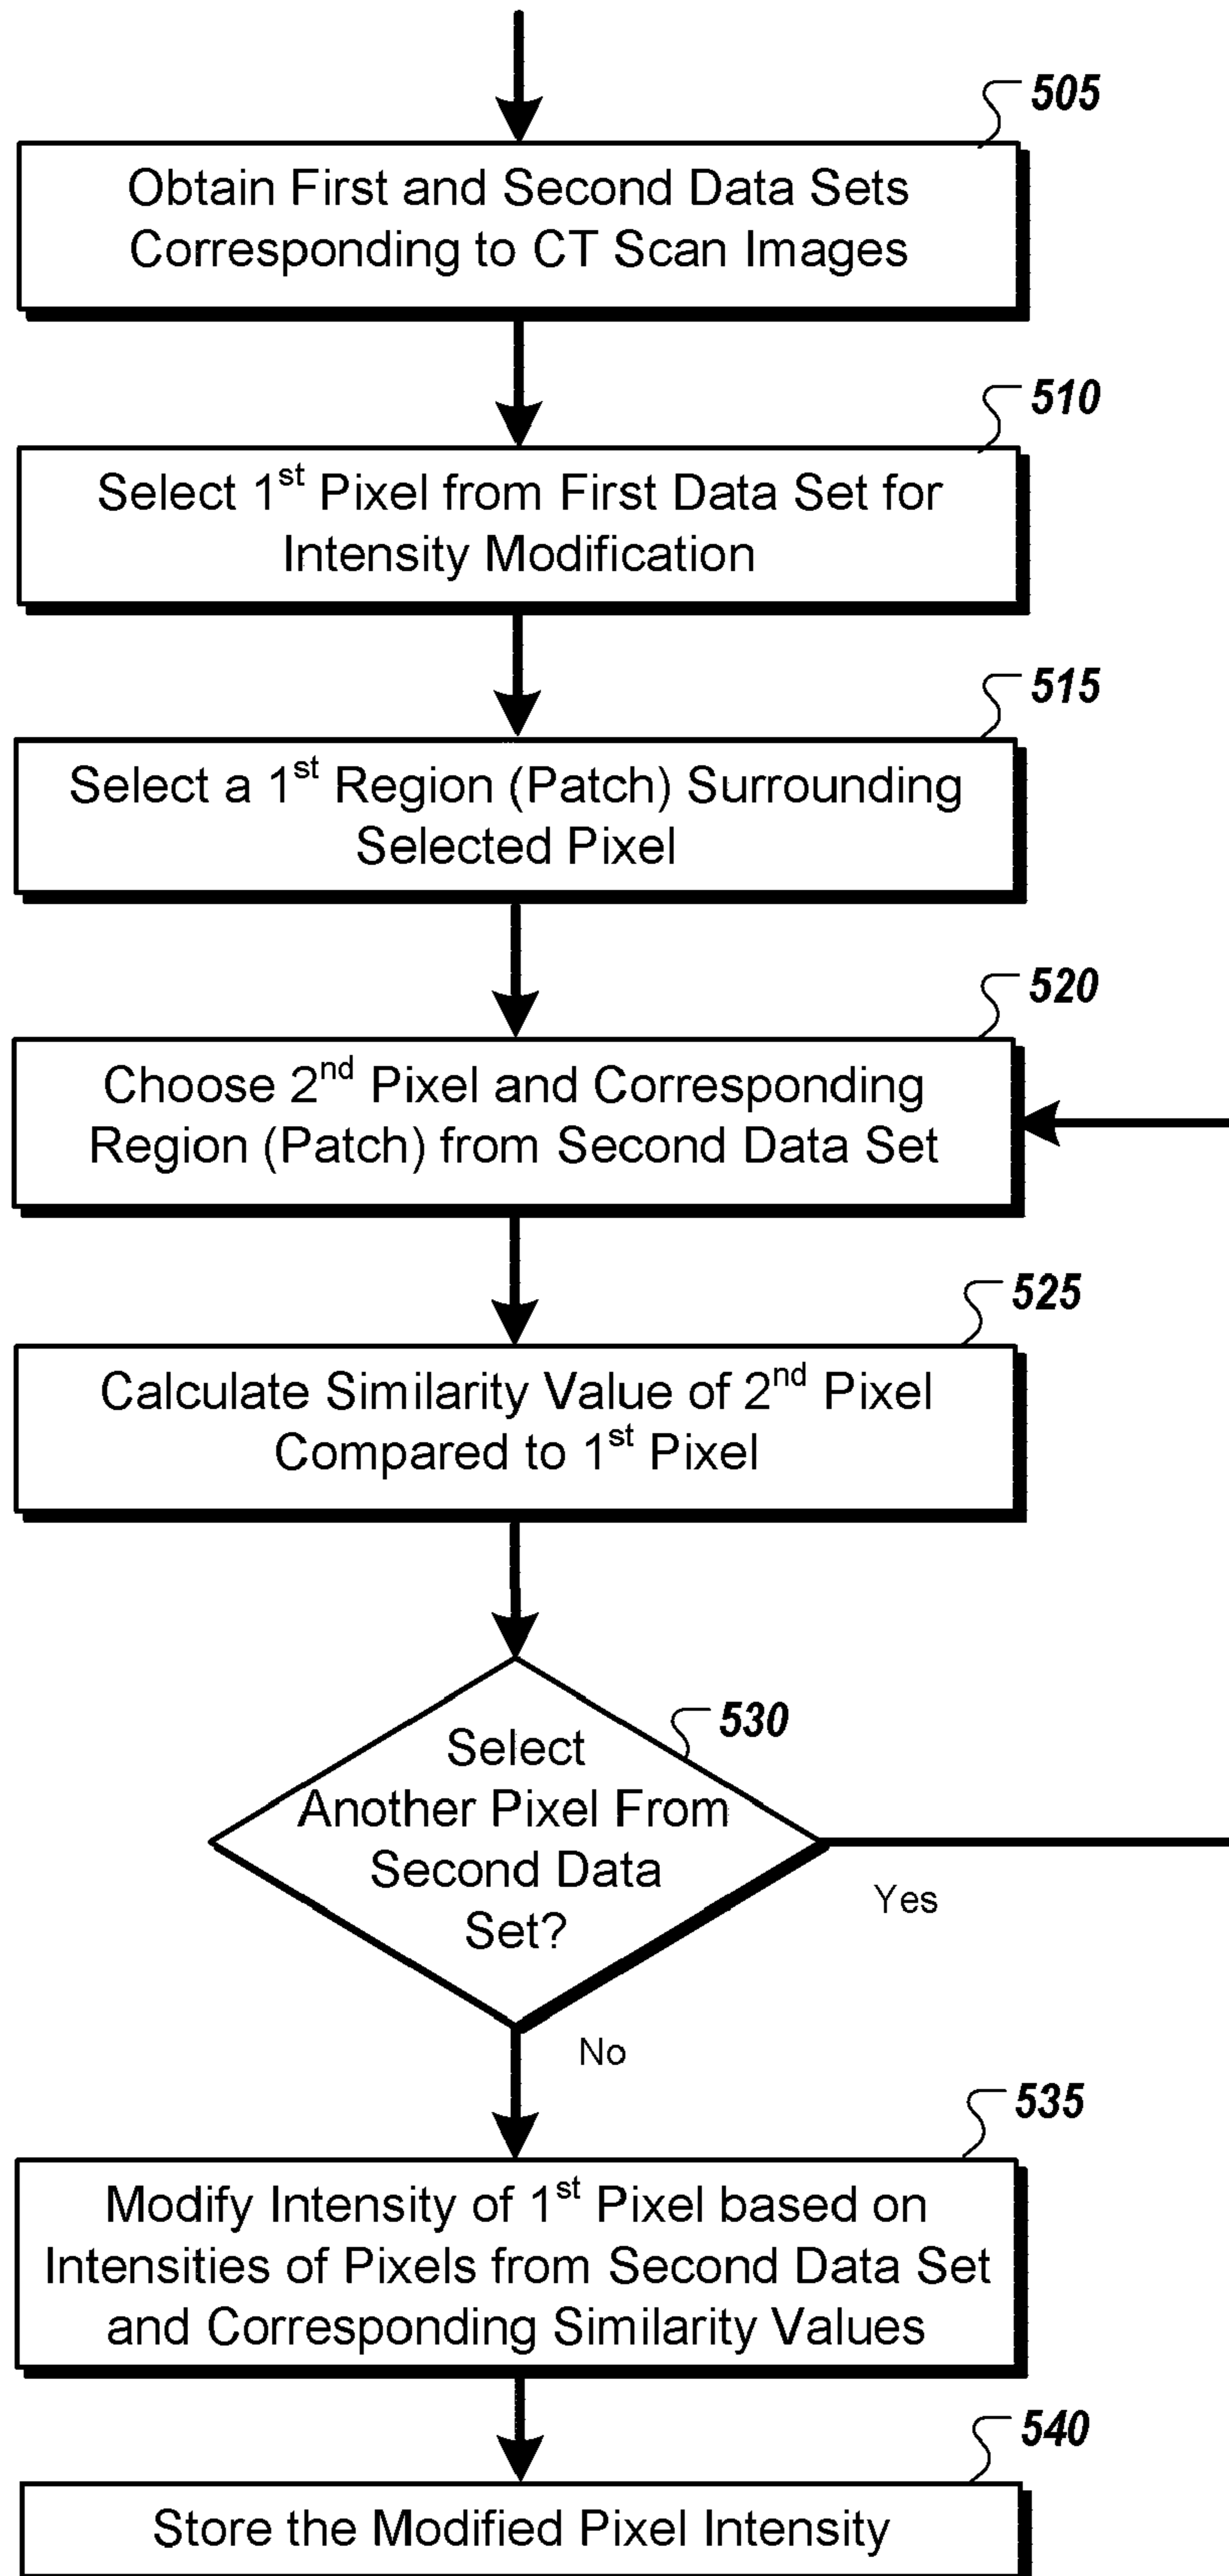 505
Obtain First and Second Data Sets
Corresponding to CT Scan Images
510
Select 1st Pixel from First Data Set for
Intensity Modification
515
Select a 1st Region (Patch) Surrounding
Selected Pixel
520
Choose 2nd Pixel and Corresponding
Region (Patch) from Second Data Set
525
Calculate Similarity Value of 2nd Pixel
Compared to 1st Pixel
530
Select
Another Pixel From
Second Data
Set?
Yes
No
535
Modify Intensity of 1st Pixel based on
Intensities of Pixels from Second Data Set
and Corresponding Similarity Values
540
Store the Modified Pixel Intensity